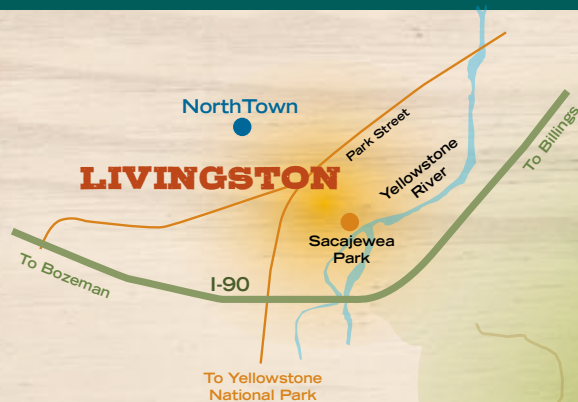 NorthTown
Park Street
LIVINGSTON
Yellowstone
River
To Billings
Sacajewea
Park
To Bozeman
I-90
To Yellowstone
National Park